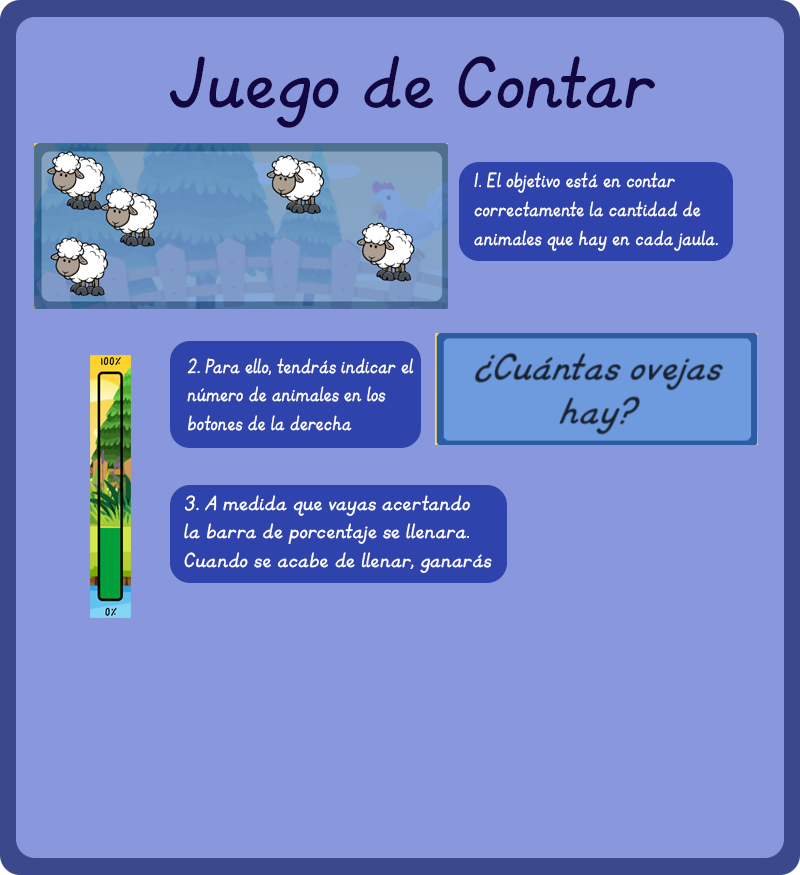 Juego de Contar
1. El objetivo está en contar
correctamente la cantidad de
animales que hay en cada jaula.
2. Para ello, tendrás indicar el
número de animales en los
botones de la derecha
¿Cuántas ovejas
hay?
100%
3. A medida que vayas acertando
la barra de porcentaje se llenara.
Cuando se acabe de llenar, ganarás
0%